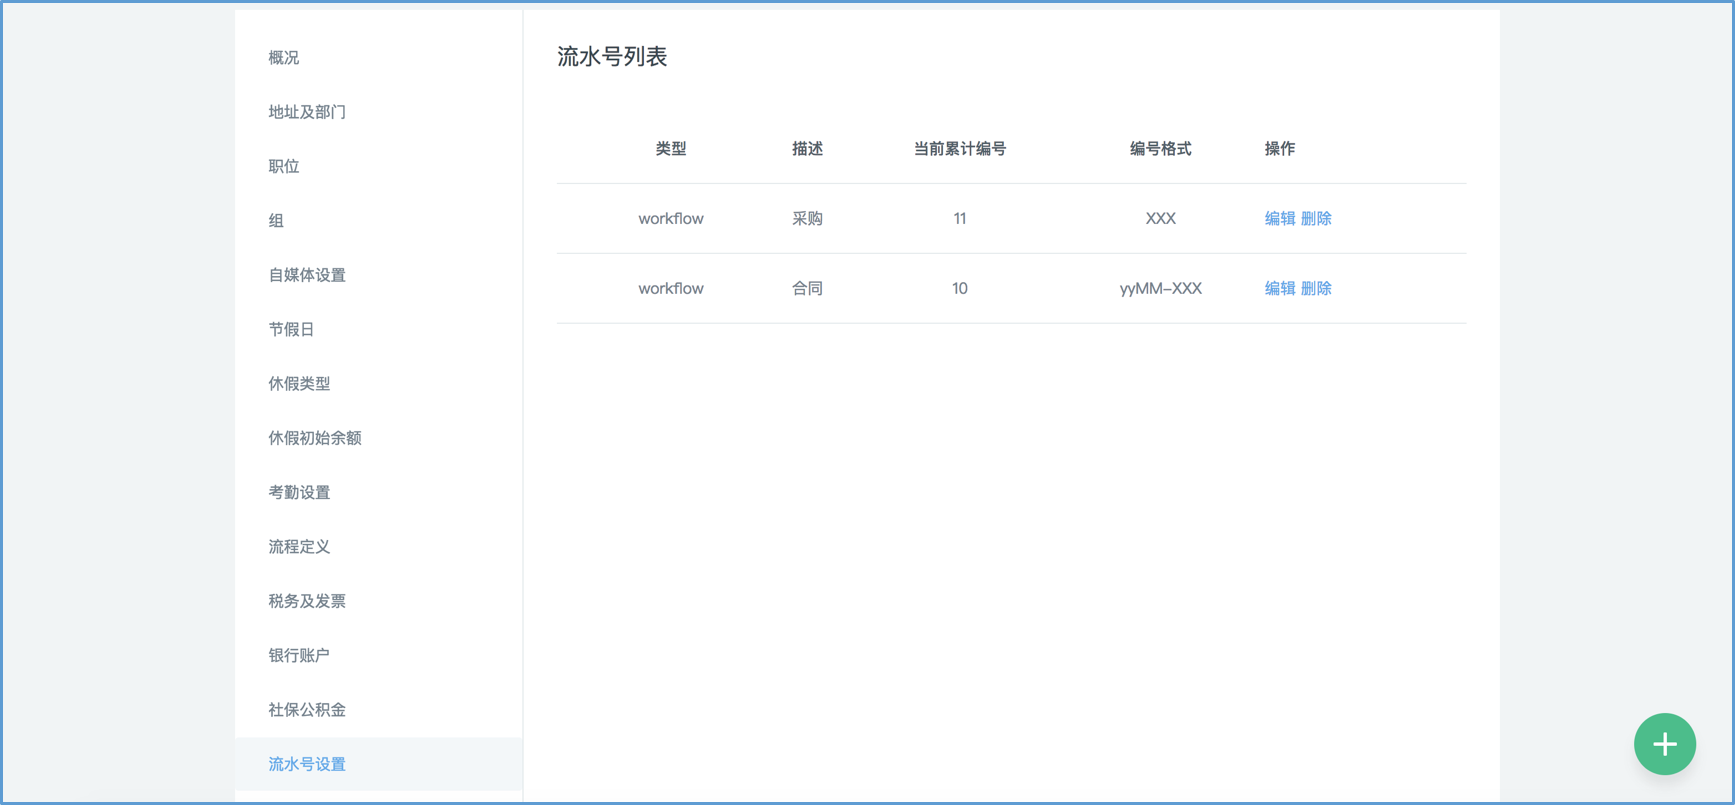 概况
地址及部门
职位
组
自媒体设置
节假日
休假类型
休假初始余额
考勤设置
流程定义
税务及发票
银行账户
社保公积金
流水号设置
流水号列表
类型 描述 当前累计编号 编号格式 操作
workflow 采购 11 XXX 编辑 删除
workflow 合同 10 yyMM-XXX 编辑 删除